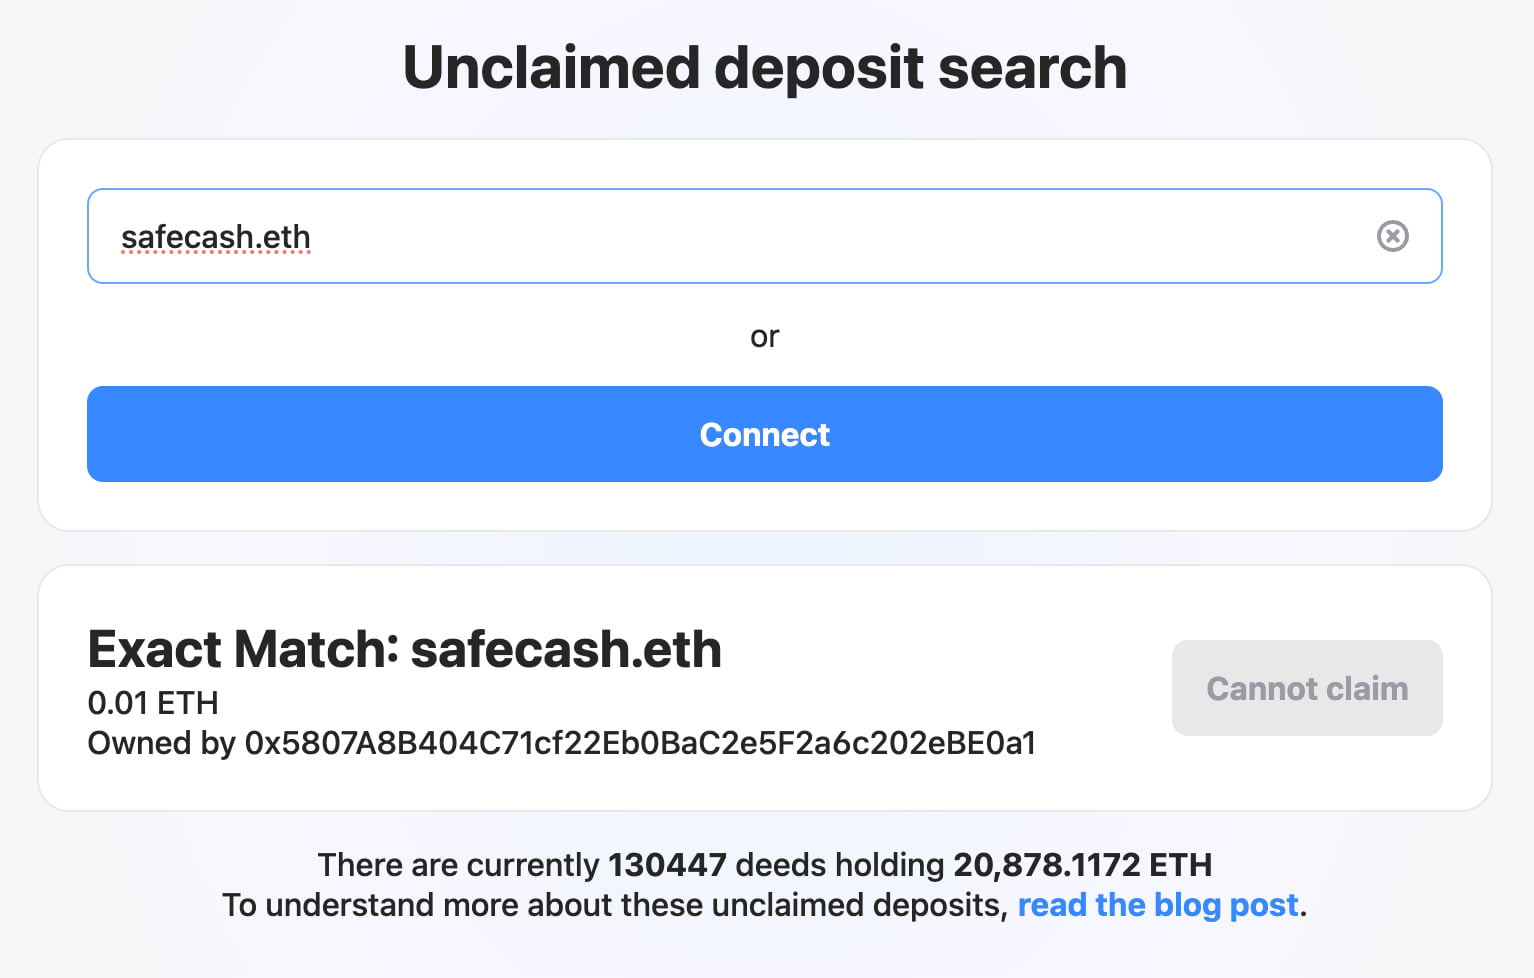 Unclaimed deposit search
safecash.eth
or
Connect
Exact Match: safecash.eth
0.01 ETH
Owned by 0x5807A8B404C71cf22Eb0BaC2e5F2a6c202eBE0a1
Cannot claim
There are currently 130447 deeds holding 20,878.1172 ETH
To understand more about these unclaimed deposits, read the blog post.